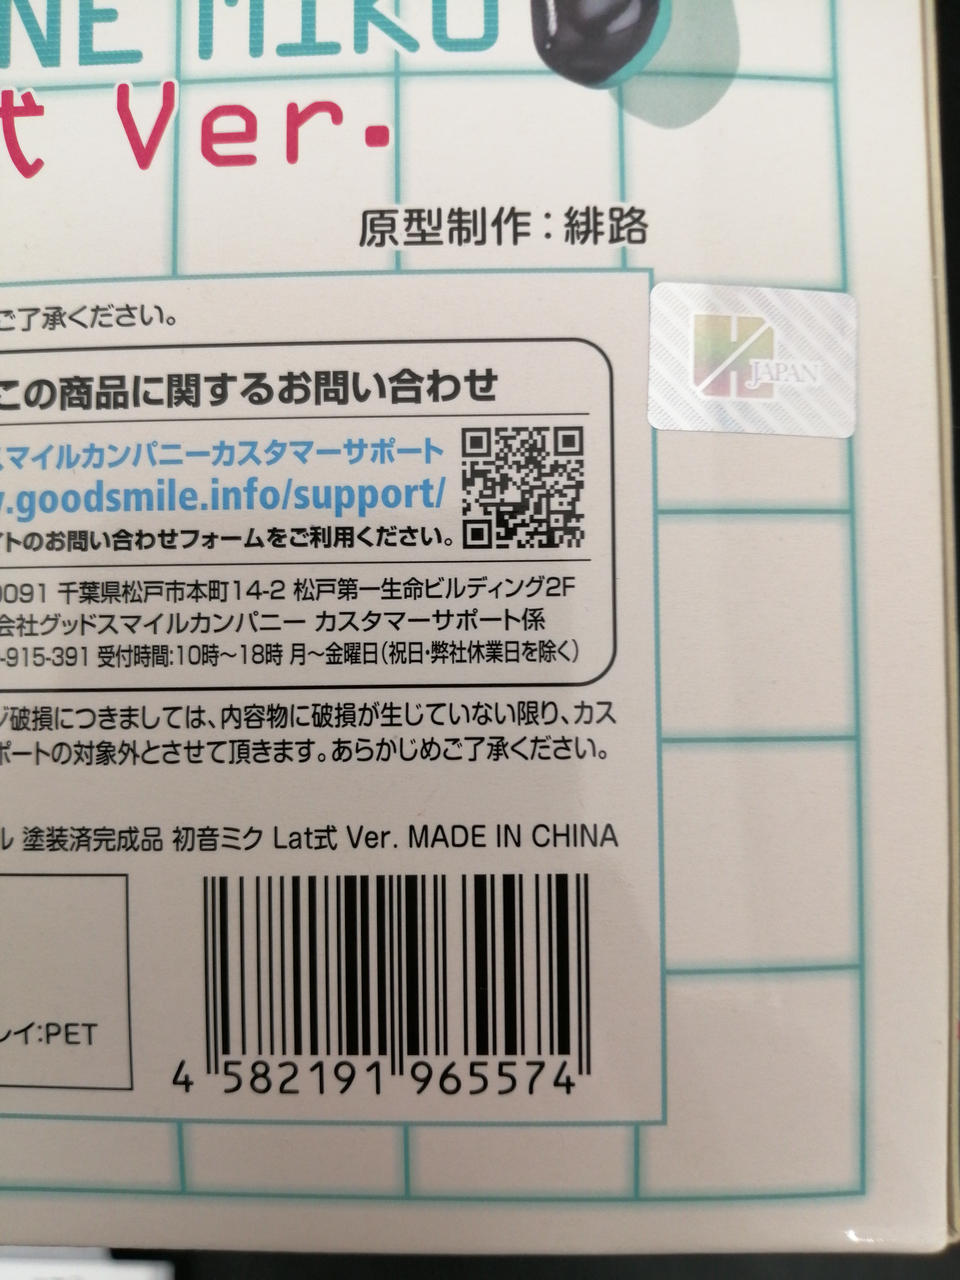 NE MIKU
式 Ver.
原型制作：緋路
ご了承ください。
この商品に関するお問い合わせ
スマイルカンパニーカスタマーサポート
.goodsmile.info/support/
イトのお問い合わせフォームをご利用ください。
0091 千葉県松戸市本町14-2 松戸第一生命ビルディング2F
会社グッドスマイルカンパニー カスタマーサポート係
-915-391 受付時間:10時～18時 月～金曜日（祝日・弊社休業日を除く）
ジ破損につきましては、内容物に破損が生じていない限り、カス
ポートの対象外とさせて頂きます。あらかじめご了承ください。
ル 塗装済完成品 初音ミク Lat式 Ver. MADE IN CHINA
レイ:PET
4 582191 965574
JAPAN